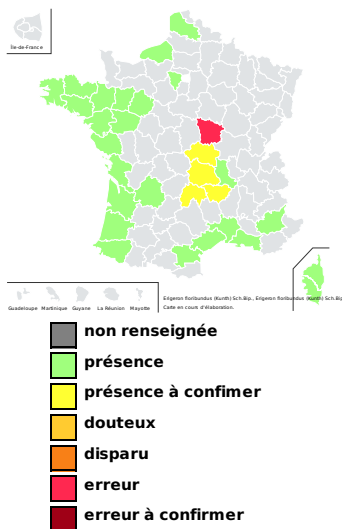 Île-de-France
Guadeloupe Martinique Guyane La Réunion Mayotte
Erigeron floribundus (Kunth) Sch.Bip., Erigeron floribundus (Kunth) Sch.Bip.
Carte en cours d'élaboration.
non renseignée
présence
présence à confimer
douteux
disparu
erreur
erreur à confirmer